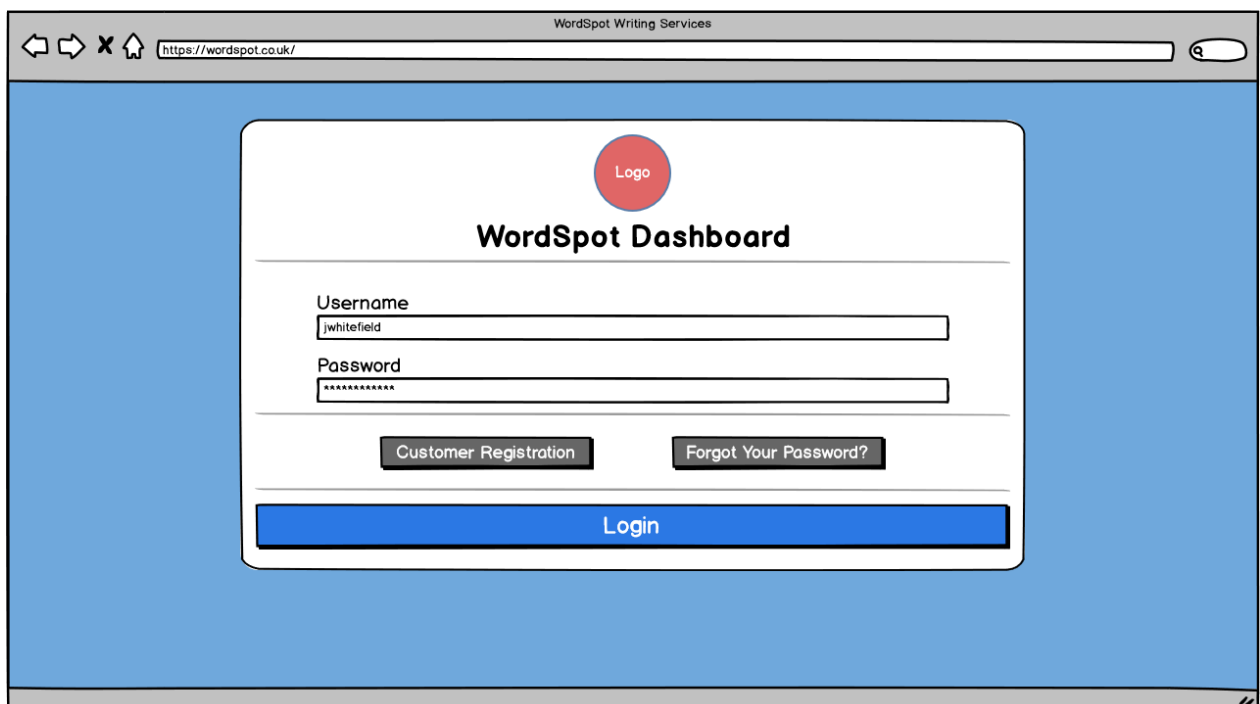 WordSpot Writing Services
https://wordspot.co.uk/
Logo
WordSpot Dashboard
Username
jwhitefield
Password
************
Customer Registration
Forgot Your Password?
Login